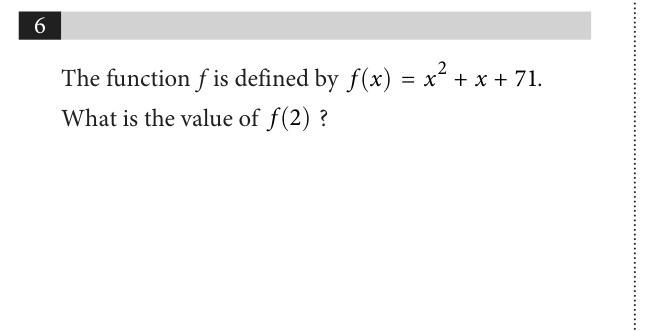 6
The function f is defined by f(x) = x² + x + 71.
What is the value of f(2) ?